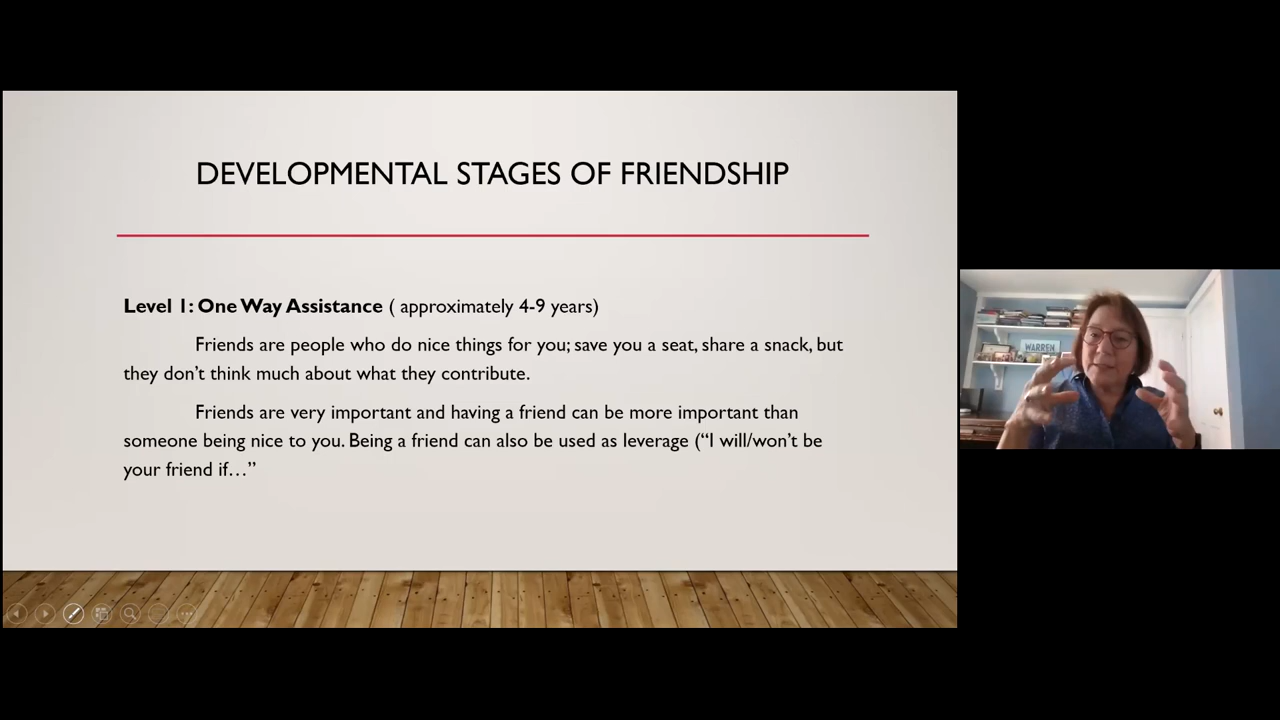 DEVELOPMENTAL STAGES OF FRIENDSHIP
Level 1: One Way Assistance ( approximately 4-9 years)
Friends are people who do nice things for you; save you a seat, share a snack, but
they don’t think much about what they contribute.
Friends are very important and having a friend can be more important than
someone being nice to you. Being a friend can also be used as leverage (“I will/won’t be
your friend if…”
WARREN